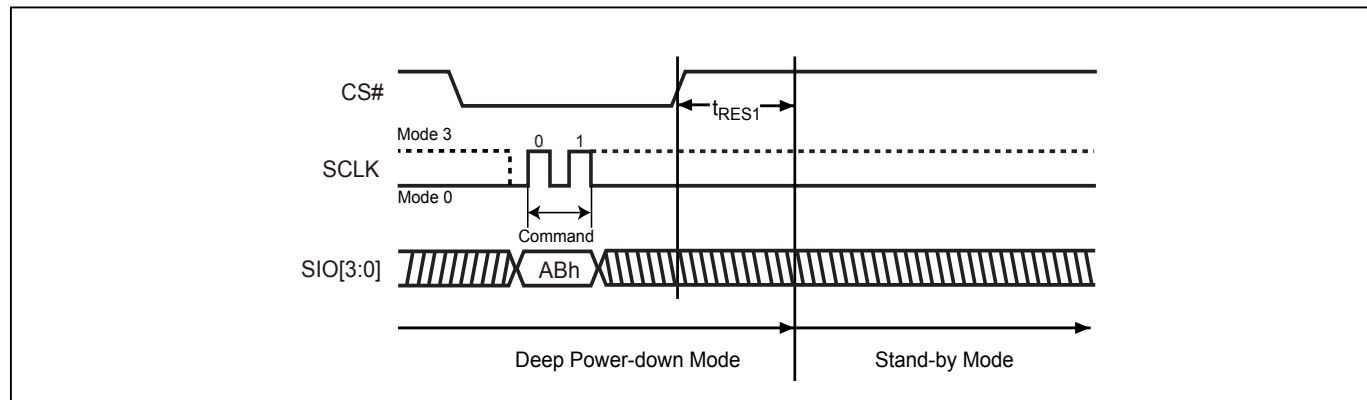 CS#
tRES1
Mode 3
0 1
SCLK
Mode 0
Command
SIO[3:0]
ABh
Deep Power-down Mode
Stand-by Mode